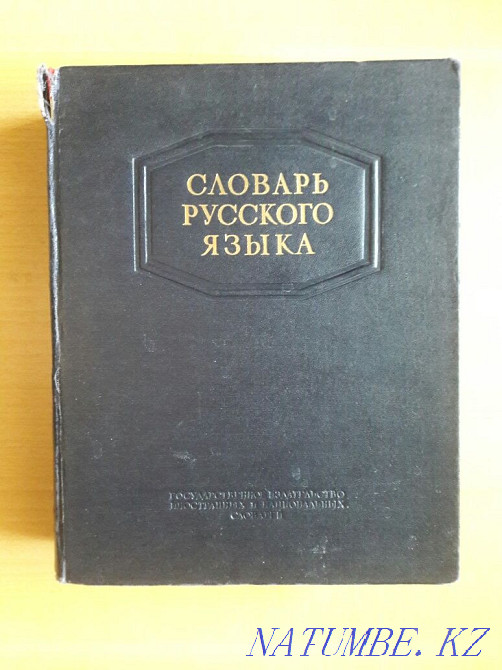 СЛОВАРЬ
РУССКОГО
ЯЗЫКА
ГОСУДАРСТВЕННОЕ ИЗДАТЕЛЬСТВО
ИНОСТРАННЫХ И НАЦИОНАЛЬНЫХ
СЛОВАРЕЙ
NATUMBE.KZ